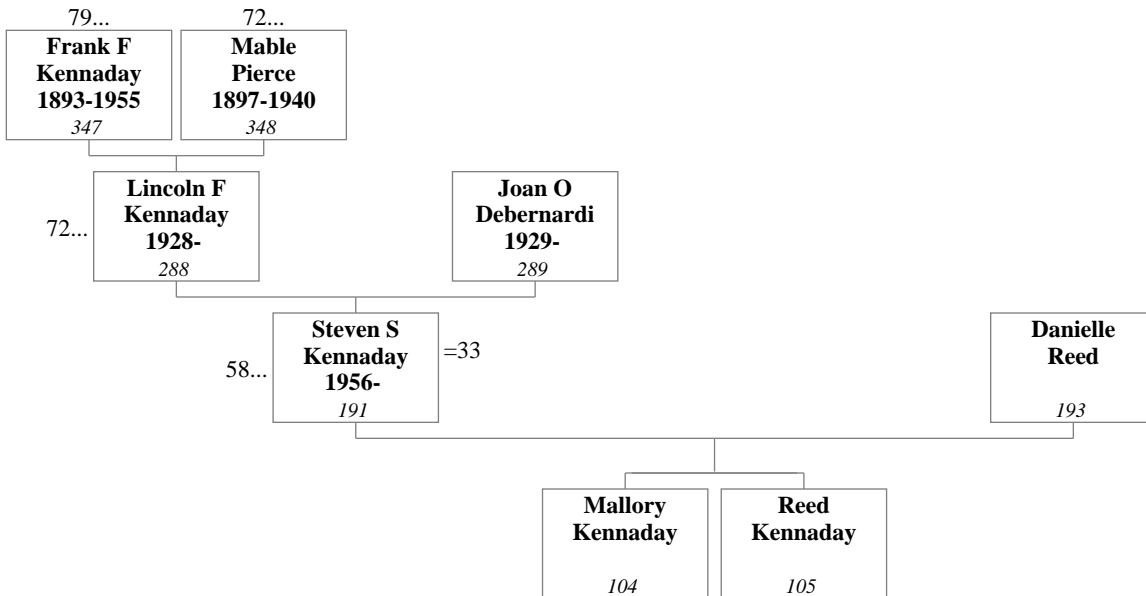 79...
72...
Frank F
Kennaday
1893-1955
347
Mable
Pierce
1897-1940
348
72...
Lincoln F
Kennaday
1928-
288
Joan O
Debernardi
1929-
289
58...
Steven S
Kennaday
1956-
191
=33
Danielle
Reed
193
Mallory
Kennaday
104
Reed
Kennaday
105